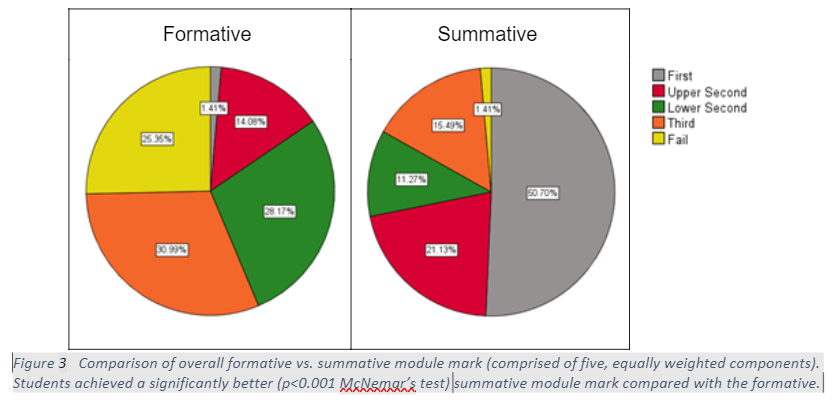 Formative
Summative
First
Upper Second
Lower Second
Third
Fail
1.41%
14.08%
25.35%
28.17%
30.99%
1.41%
15.49%
11.27%
50.70%
21.13%
Figure 3 Comparison of overall formative vs. summative module mark (comprised of five, equally weighted components).
Students achieved a significantly better (p<0.001 McNemar's test) summative module mark compared with the formative.